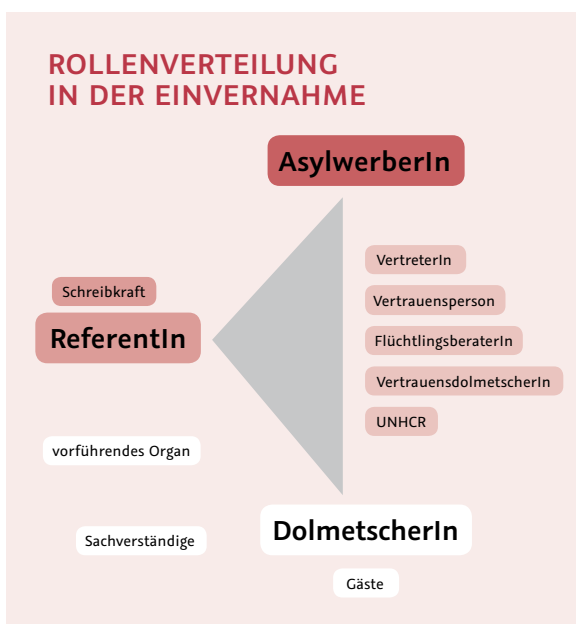 ROLLENVERTEILUNG
IN DER EINVERNAHME
AsylwerberIn
VertreterIn
Schreibkraft
Vertrauensperson
ReferentIn
FlüchtlingsberaterIn
VertrauensdolmetscherIn
UNHCR
vorführendes Organ
DolmetscherIn
Sachverständige
Gäste